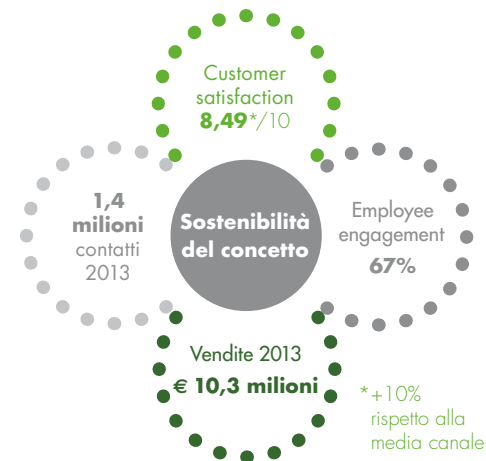 Customer
satisfaction
8,49*/10
1,4
milioni
contatti
2013
Sostenibilità
del concetto
Employee
engagement
67%
Vendite 2013
€ 10,3 milioni
*+10%
rispetto alla
media canale